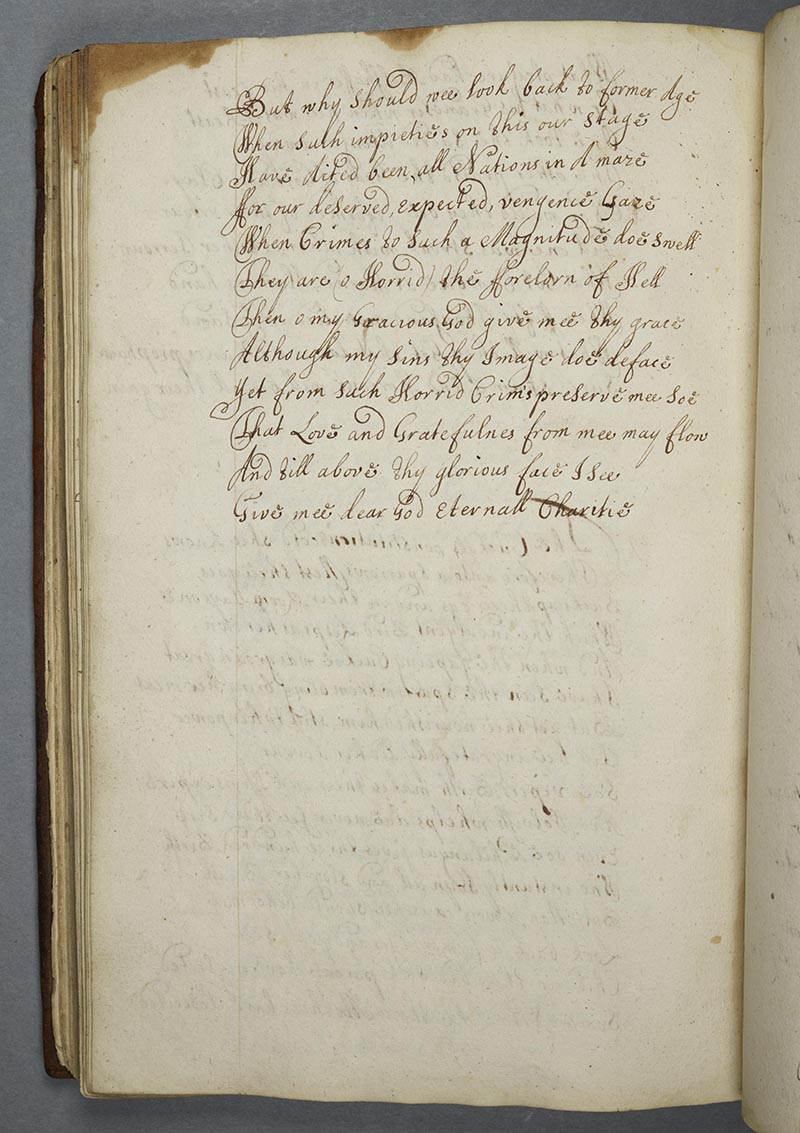 But why should wee look back to former Age
When such impieties on this our Stage
Have Acted been, all Nations in A maze
ffor our deserved, expected, vengence Gaze
When Crimes to such a Magnitude doe swell
They are (o Horrid) the fforelorn of Hell
Then o my Gracious God give mee thy grace
Although my sins thy Image doe deface
Yet from such Horrid Crimes preserve mee soe
That Love and Gratefulnes from mee may flow
And till above thy glorious face I see
Give mee dear God Eternall Charitie